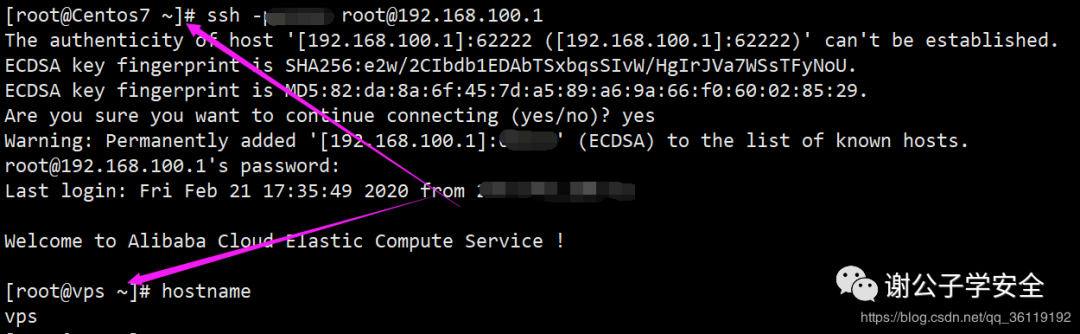 [root@Centos7 ~]# ssh -p root@192.168.100.1
The authenticity of host '[192.168.100.1]:62222 ([192.168.100.1]:62222)' can't be established.
ECDSA key fingerprint is SHA256:e2w/2CIbdb1EDAbTSxbqsSIvW/HgIrJVa7WSsTFyNoU.
ECDSA key fingerprint is MD5:82:da:8a:6f:45:7d:a5:89:a6:9a:66:f0:60:02:85:29.
Are you sure you want to continue connecting (yes/no)? yes
Warning: Permanently added '[192.168.100.1]: ' (ECDSA) to the list of known hosts.
root@192.168.100.1's password:
Last login: Fri Feb 21 17:35:49 2020 from
Welcome to Alibaba Cloud Elastic Compute Service !
[root@vps ~]# hostname
vps
谢公子学安全
https://blog.csdn.net/qq_36119192